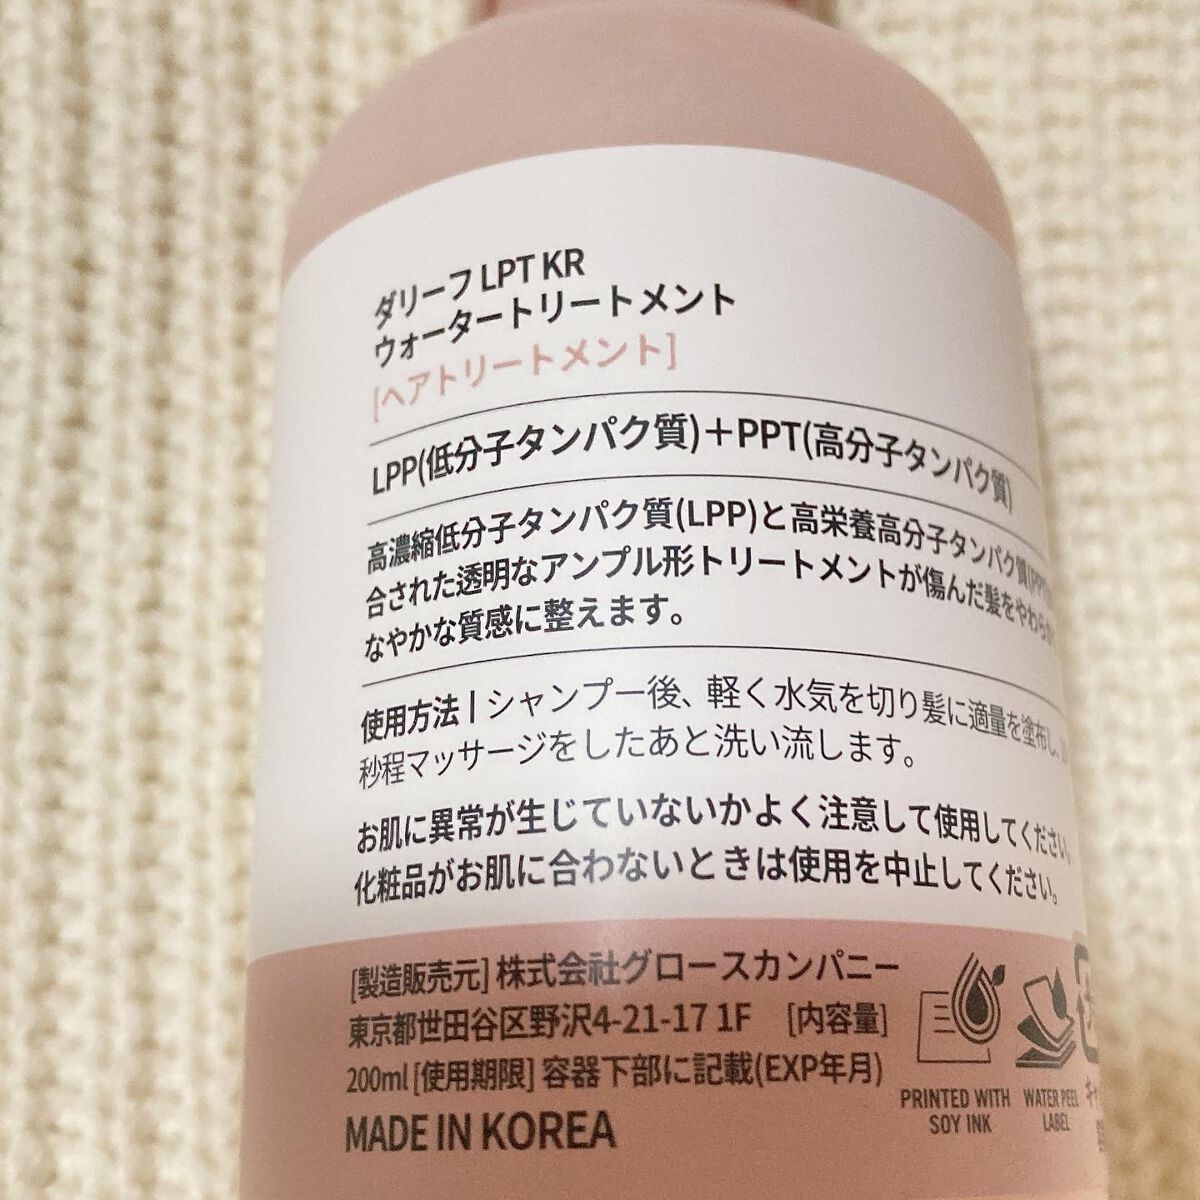 ダリーフ LPT KR
ウォータートリートメント
[ヘアトリートメント]
LPP(低分子タンパク質)＋PPT(高分子タンパク質)
高濃縮低分子タンパク質(LPP)と高栄養高分子タンパク質(PPT
合された透明なアンプル形トリートメントが傷んだ髪をやわらか
なやかな質感に整えます。
使用方法┃シャンプー後、軽く水気を切り髪に適量を塗布し、
秒程マッサージをしたあと洗い流します。
お肌に異常が生じていないかよく注意して使用してください。
化粧品がお肌に合わないときは使用を中止してください。
[製造販売元] 株式会社グロースカンパニー
東京都世田谷区野沢4-21-17 1F [内容量]
200ml [使用期限] 容器下部に記載(EXP年月)
MADE IN KOREA
PRINTED WITH
SOY INK
WATER PEEL
LABEL